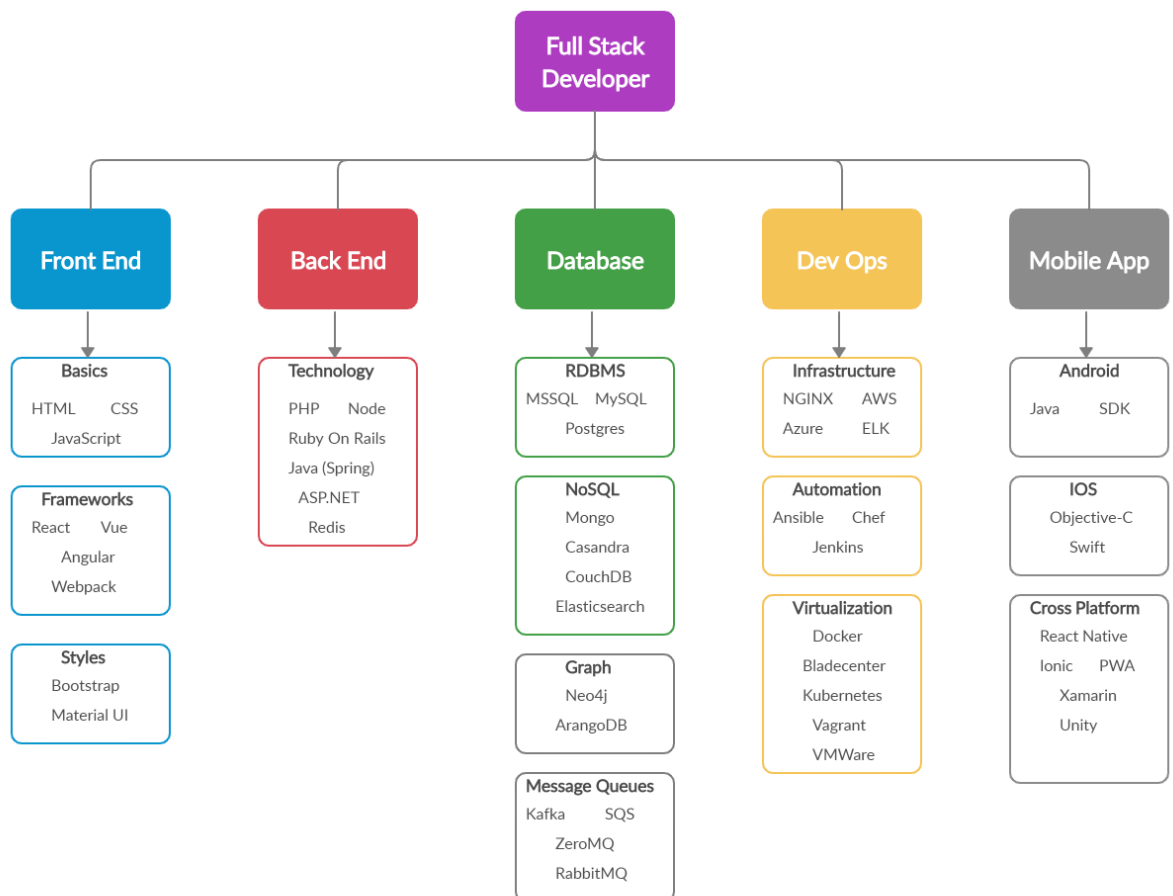 Full Stack
Developer
Front End
Basics
HTML CSS
JavaScript
Frameworks
React Vue
Angular
Webpack
Styles
Bootstrap
Material UI
Back End
Technology
PHP Node
Ruby On Rails
Java (Spring)
ASP.NET
Redis
Database
RDBMS
MSSQL MySQL
Postgres
NoSQL
Mongo
Casandra
CouchDB
Elasticsearch
Graph
Neo4j
ArangoDB
Message Queues
Kafka SQS
ZeroMQ
RabbitMQ
Dev Ops
Infrastructure
NGINX AWS
Azure ELK
Automation
Ansible Chef
Jenkins
Virtualization
Docker
Bladecenter
Kubernetes
Vagrant
VMWare
Mobile App
Android
Java SDK
IOS
Objective-C
Swift
Cross Platform
React Native
Ionic PWA
Xamarin
Unity